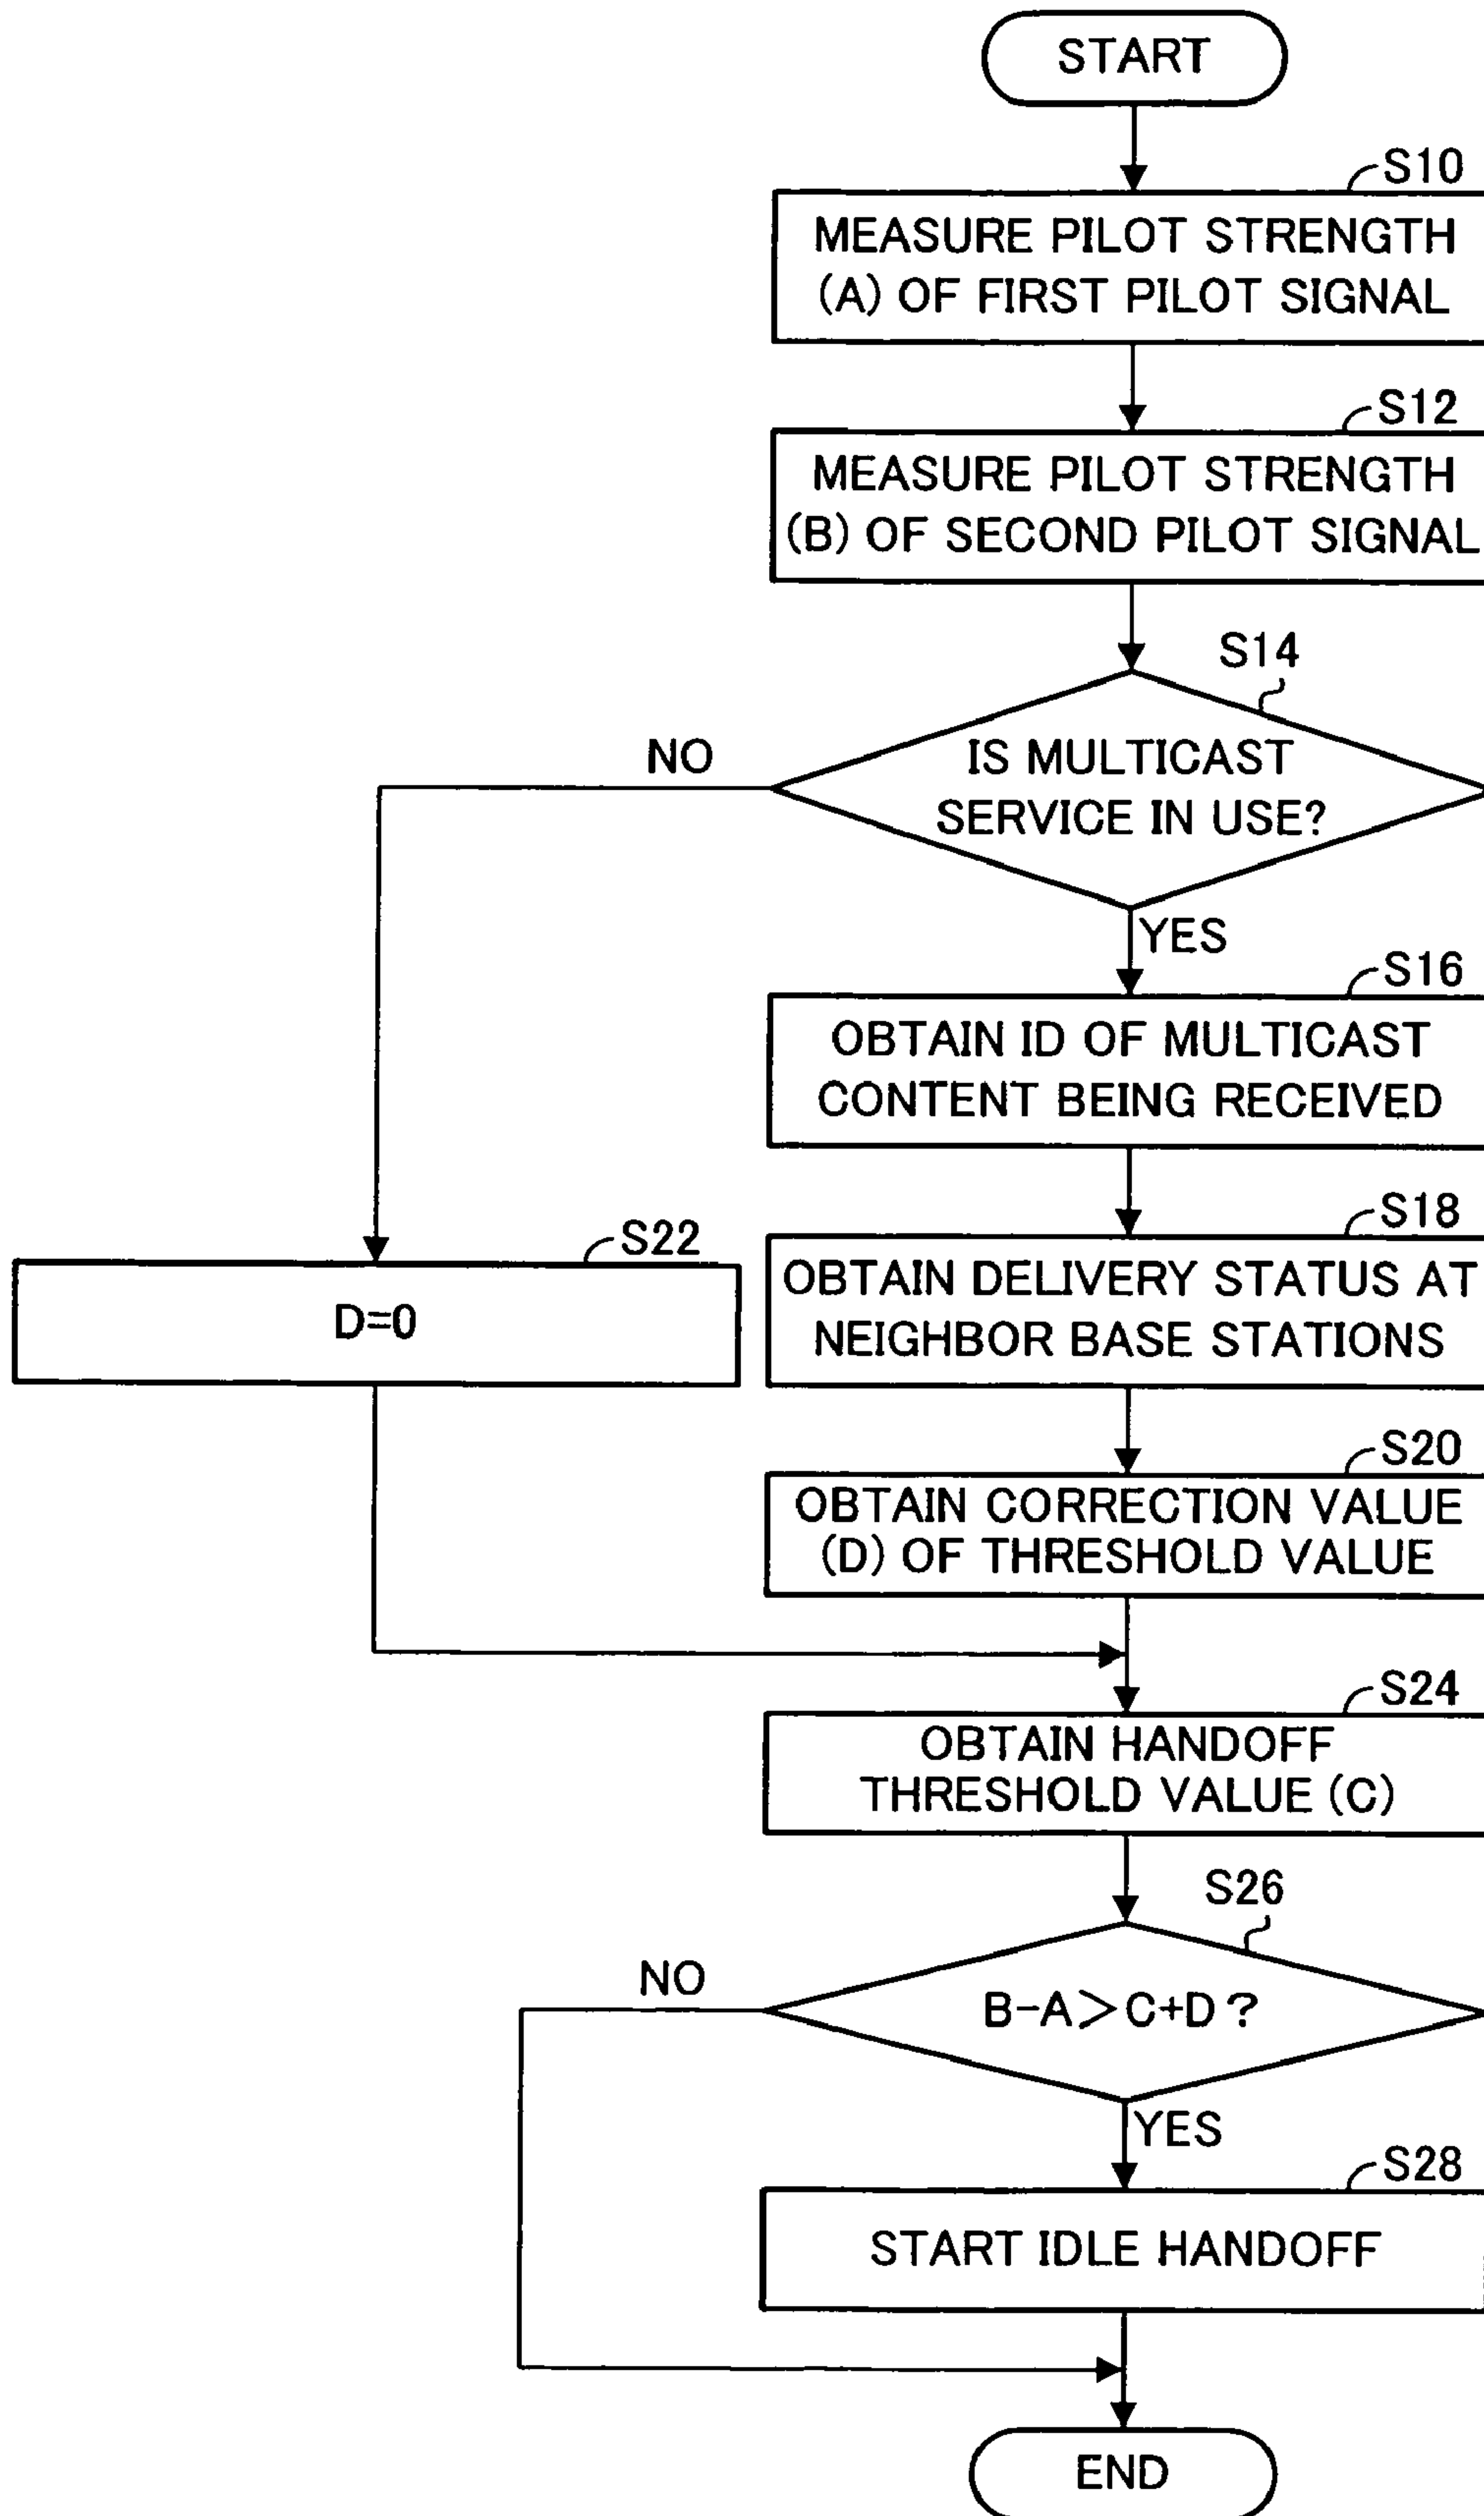 START
S10
MEASURE PILOT STRENGTH
(A) OF FIRST PILOT SIGNAL
S12
MEASURE PILOT STRENGTH
(B) OF SECOND PILOT SIGNAL
S14
NO
IS MULTICAST
SERVICE IN USE?
YES
S16
OBTAIN ID OF MULTICAST
CONTENT BEING RECEIVED
S18
OBTAIN DELIVERY STATUS AT
NEIGHBOR BASE STATIONS
S22
D=0
S20
OBTAIN CORRECTION VALUE
(D) OF THRESHOLD VALUE
S24
OBTAIN HANDOFF
THRESHOLD VALUE (C)
S26
NO
B-A>C+D?
YES
S28
START IDLE HANDOFF
END